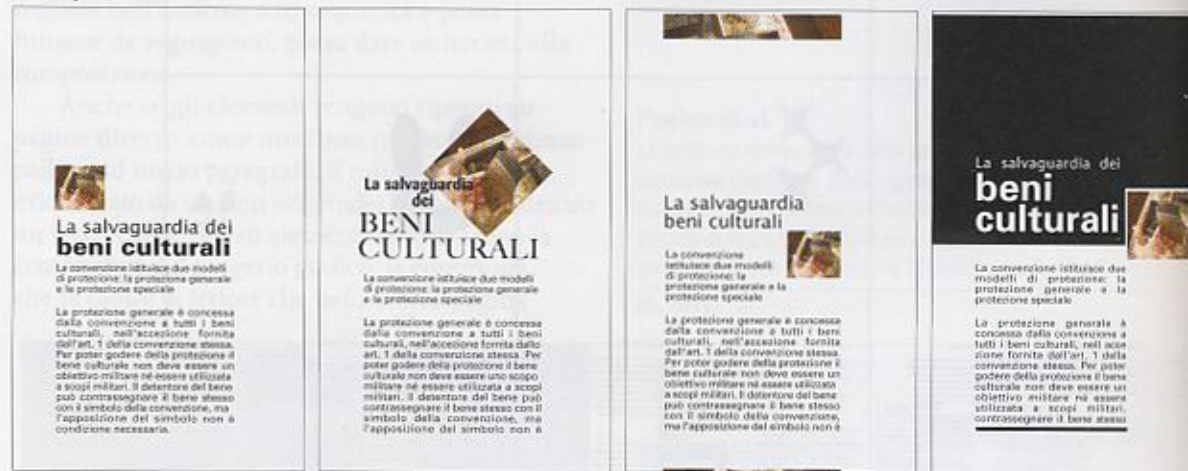 La salvaguardia dei
beni culturali
La convenzione istituisce due modelli
di protezione: la protezione generale
e la protezione speciale
La protezione generale è concessa
dalla convenzione a tutti i beni
culturali, nell'accezione fornita
dall'art. 1 della convenzione stessa.
Per poter godere della protezione il
bene culturale non deve essere un
obiettivo militare né essere utilizzata
a scopi militari. Il detentore del bene
può contrassegnare il bene stesso
con il simbolo della convenzione, ma
l'apposizione del simbolo non è
condizione necessaria.
La salvaguardia
dei
BENI
CULTURALI
La convenzione istituisce due modelli
di protezione: la protezione generale
e la protezione speciale
La protezione generale è concessa
dalla convenzione a tutti i beni
culturali, nell'accezione fornita dallo
art. 1 della convenzione stessa. Per
poter godere della protezione il bene
culturale non deve essere uno scopo
militare né essere utilizzata a scopi
militari. Il detentore del bene può
contrassegnare il bene stesso con il
simbolo della convenzione, ma
l'apposizione del simbolo non è
La salvaguardia
beni culturali
La convenzione
istituisce due modelli
di protezione: la
protezione generale e la
protezione speciale
La protezione generale è concessa
dalla convenzione a tutti i beni
culturali, nell'accezione fornita
dall'art. 1 della convenzione stessa.
Per poter godere della protezione il
bene culturale non deve essere un
obiettivo militare né essere utilizzata
a scopi militari. Il detentore del bene
può contrassegnare il bene stesso
con il simbolo della convenzione,
ma l'apposizione del simbolo non è
La salvaguardia dei
beni
culturali
La convenzione istituisce due
modelli di protezione: la
protezione generale e la
protezione speciale
La protezione generale è
concessa dalla convenzione a
tutti i beni culturali, nell acce
zione fornita dall'art. 1 della
convenzione stessa. Per poter
godere della protezione il bene
culturale non deve essere un
obiettivo militare né essere
utilizzata a scopi militari.
contrassegnare il bene stesso